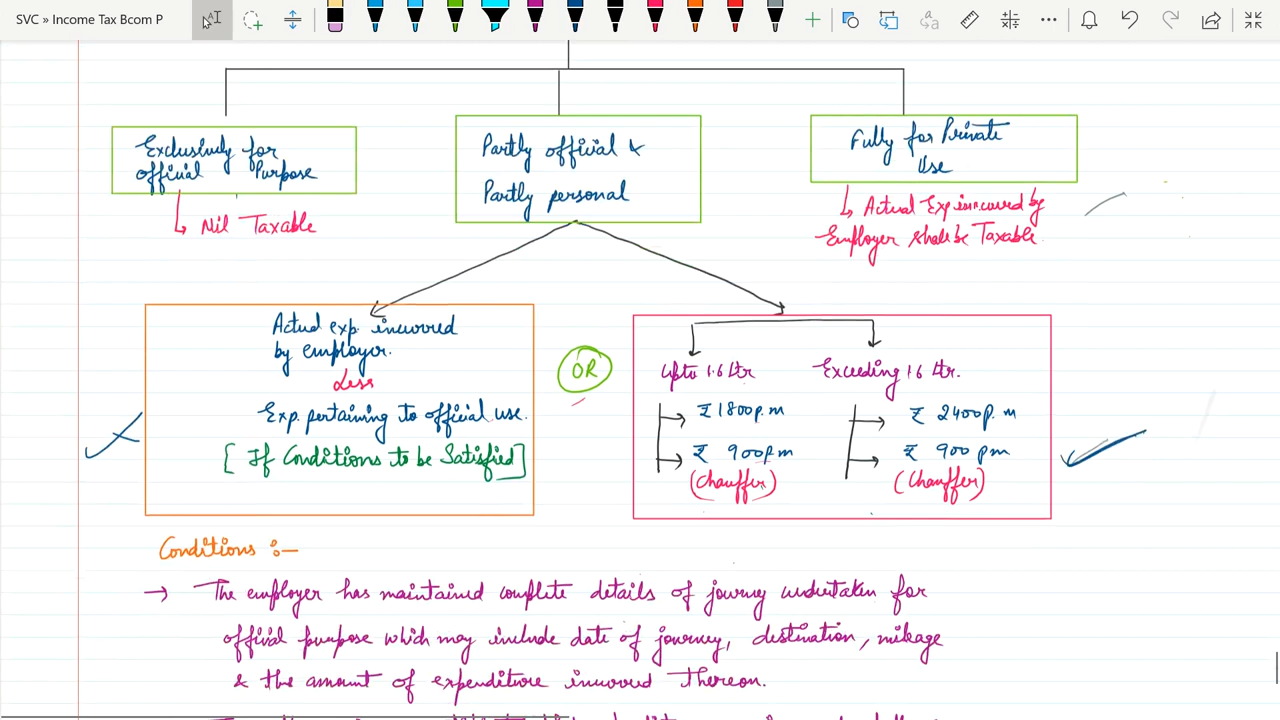 SVC » Income Tax Bcom P
Exclusively for
official Purpose
Partly official &
Partly personal
Fully for Private
Use
Nil Taxable
Actual Exp incurred by
Employer shall be Taxable
Actual exp. incurred
by employer.
Less
Exp. pertaining to official use.
[If Conditions to be Satisfied]
OR
upto 1.6 ltr
Exceeding 1.6 ltr.
₹ 1800 p.m
₹ 2400 p.m
₹ 900 p m
₹ 900 pm
(Chauffer)
(Chauffer)
Conditions :-
→ The employer has maintained complete details of journey undertaken for
official purpose which may include date of journey, destination, mileage
& the amount of expenditure incurred thereon.